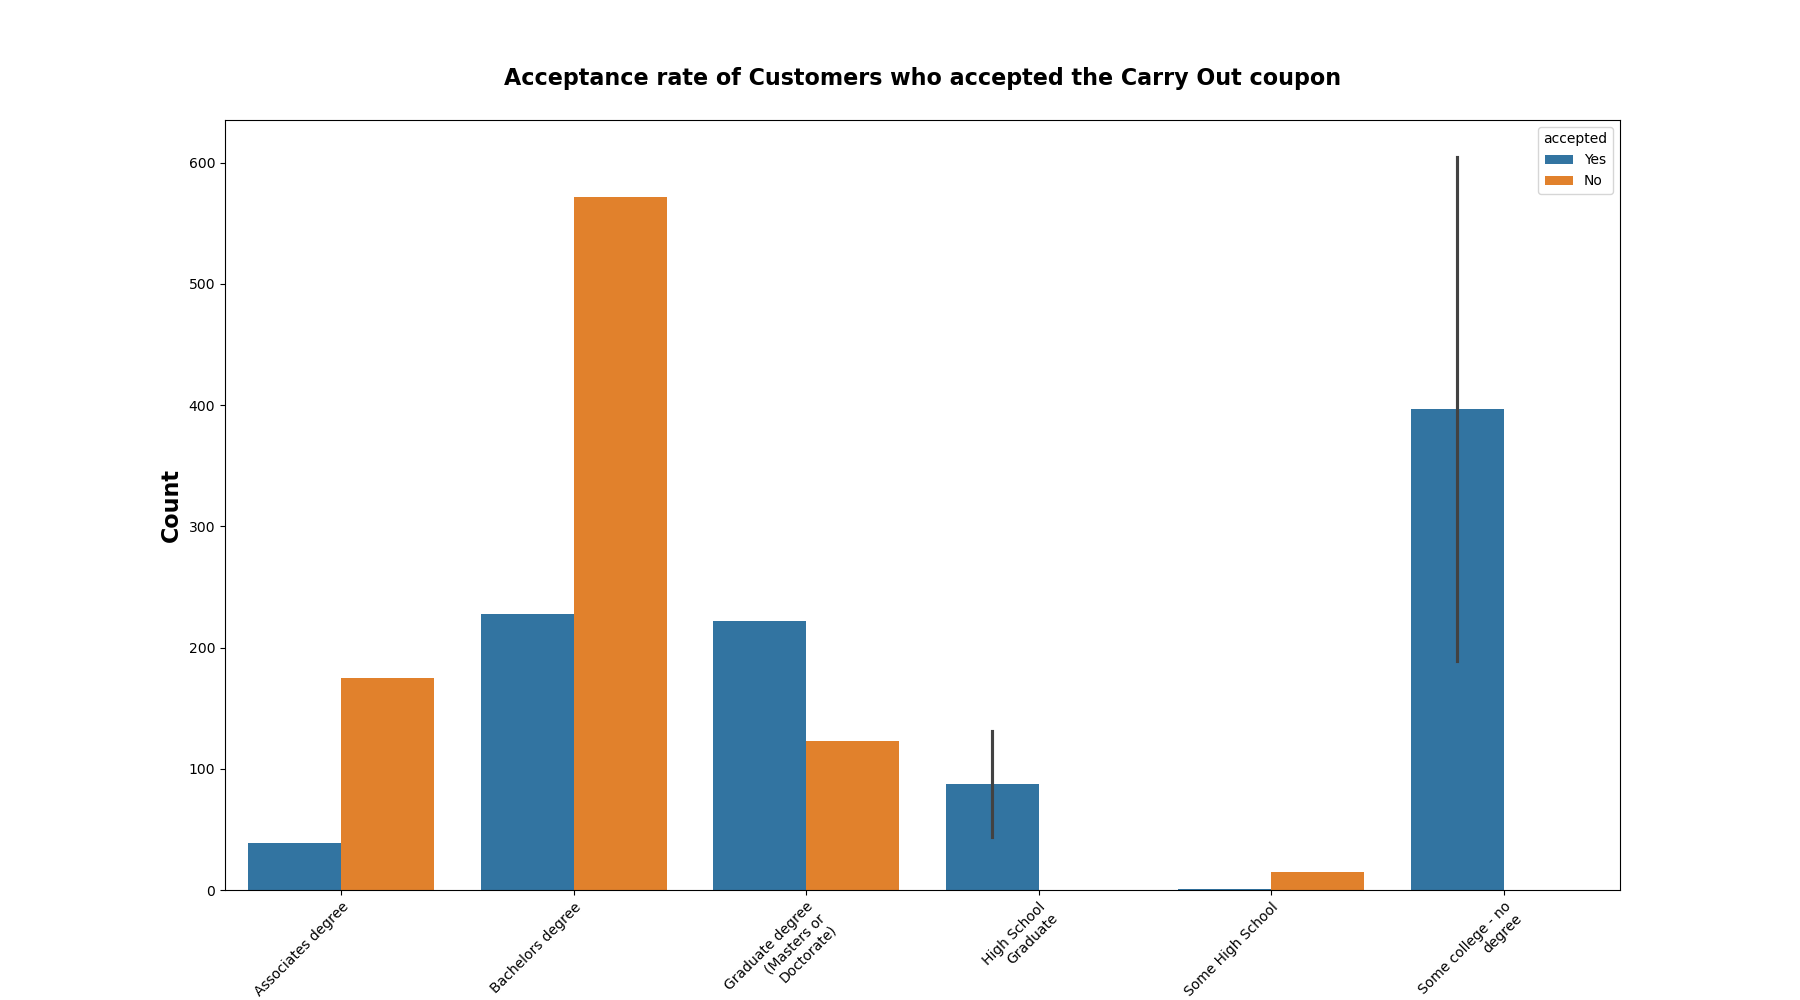 Acceptance rate of Customers who accepted the Carry Out coupon
accepted
Yes
No
Count
600
500
400
300
200
100
0
Associates degree
Bachelors degree
Graduate degree
(Masters or
Doctorate)
High School
Graduate
Some High School
Some college - no
degree